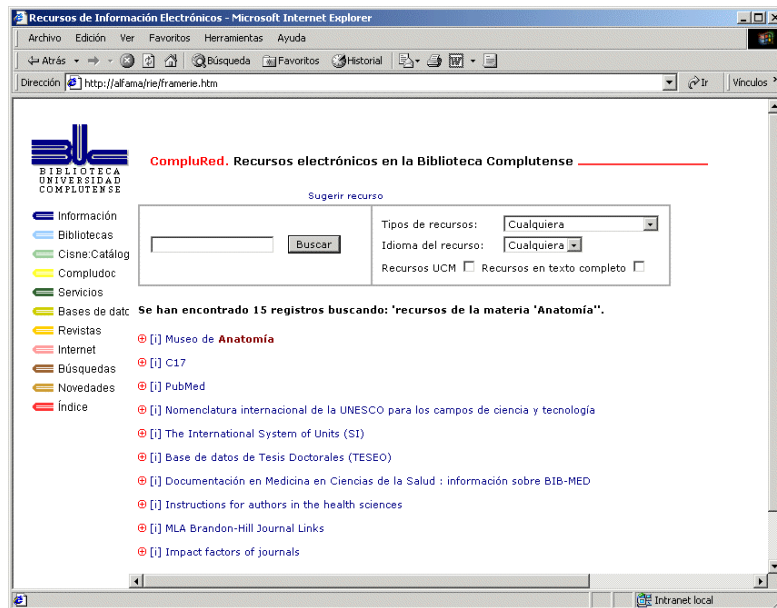 Recursos de Información Electrónicos - Microsoft Internet Explorer
Archivo Edición Ver Favoritos Herramientas Ayuda
Atrás Búsqueda Favoritos Historial
Dirección http://alfama/rie/framerie.htm Ir Vínculos
BIBLIOTECA
UNIVERSIDAD
COMPLUTENSE
CompluRed. Recursos electrónicos en la Biblioteca Complutense
Sugerir recurso
Buscar
Tipos de recursos: Cualquiera
Idioma del recurso: Cualquiera
Recursos UCM Recursos en texto completo
Información
Bibliotecas
Cisne:Catálog
Compludoc
Servicios
Bases de datc
Revistas
Internet
Búsquedas
Novedades
Índice
Se han encontrado 15 registros buscando: 'recursos de la materia 'Anatomía''.
[i] Museo de Anatomía
[i] C17
[i] PubMed
[i] Nomenclatura internacional de la UNESCO para los campos de ciencia y tecnología
[i] The International System of Units (SI)
[i] Base de datos de Tesis Doctorales (TESEO)
[i] Documentación en Medicina en Ciencias de la Salud : información sobre BIB-MED
[i] Instructions for authors in the health sciences
[i] MLA Brandon-Hill Journal Links
[i] Impact factors of journals
Intranet local